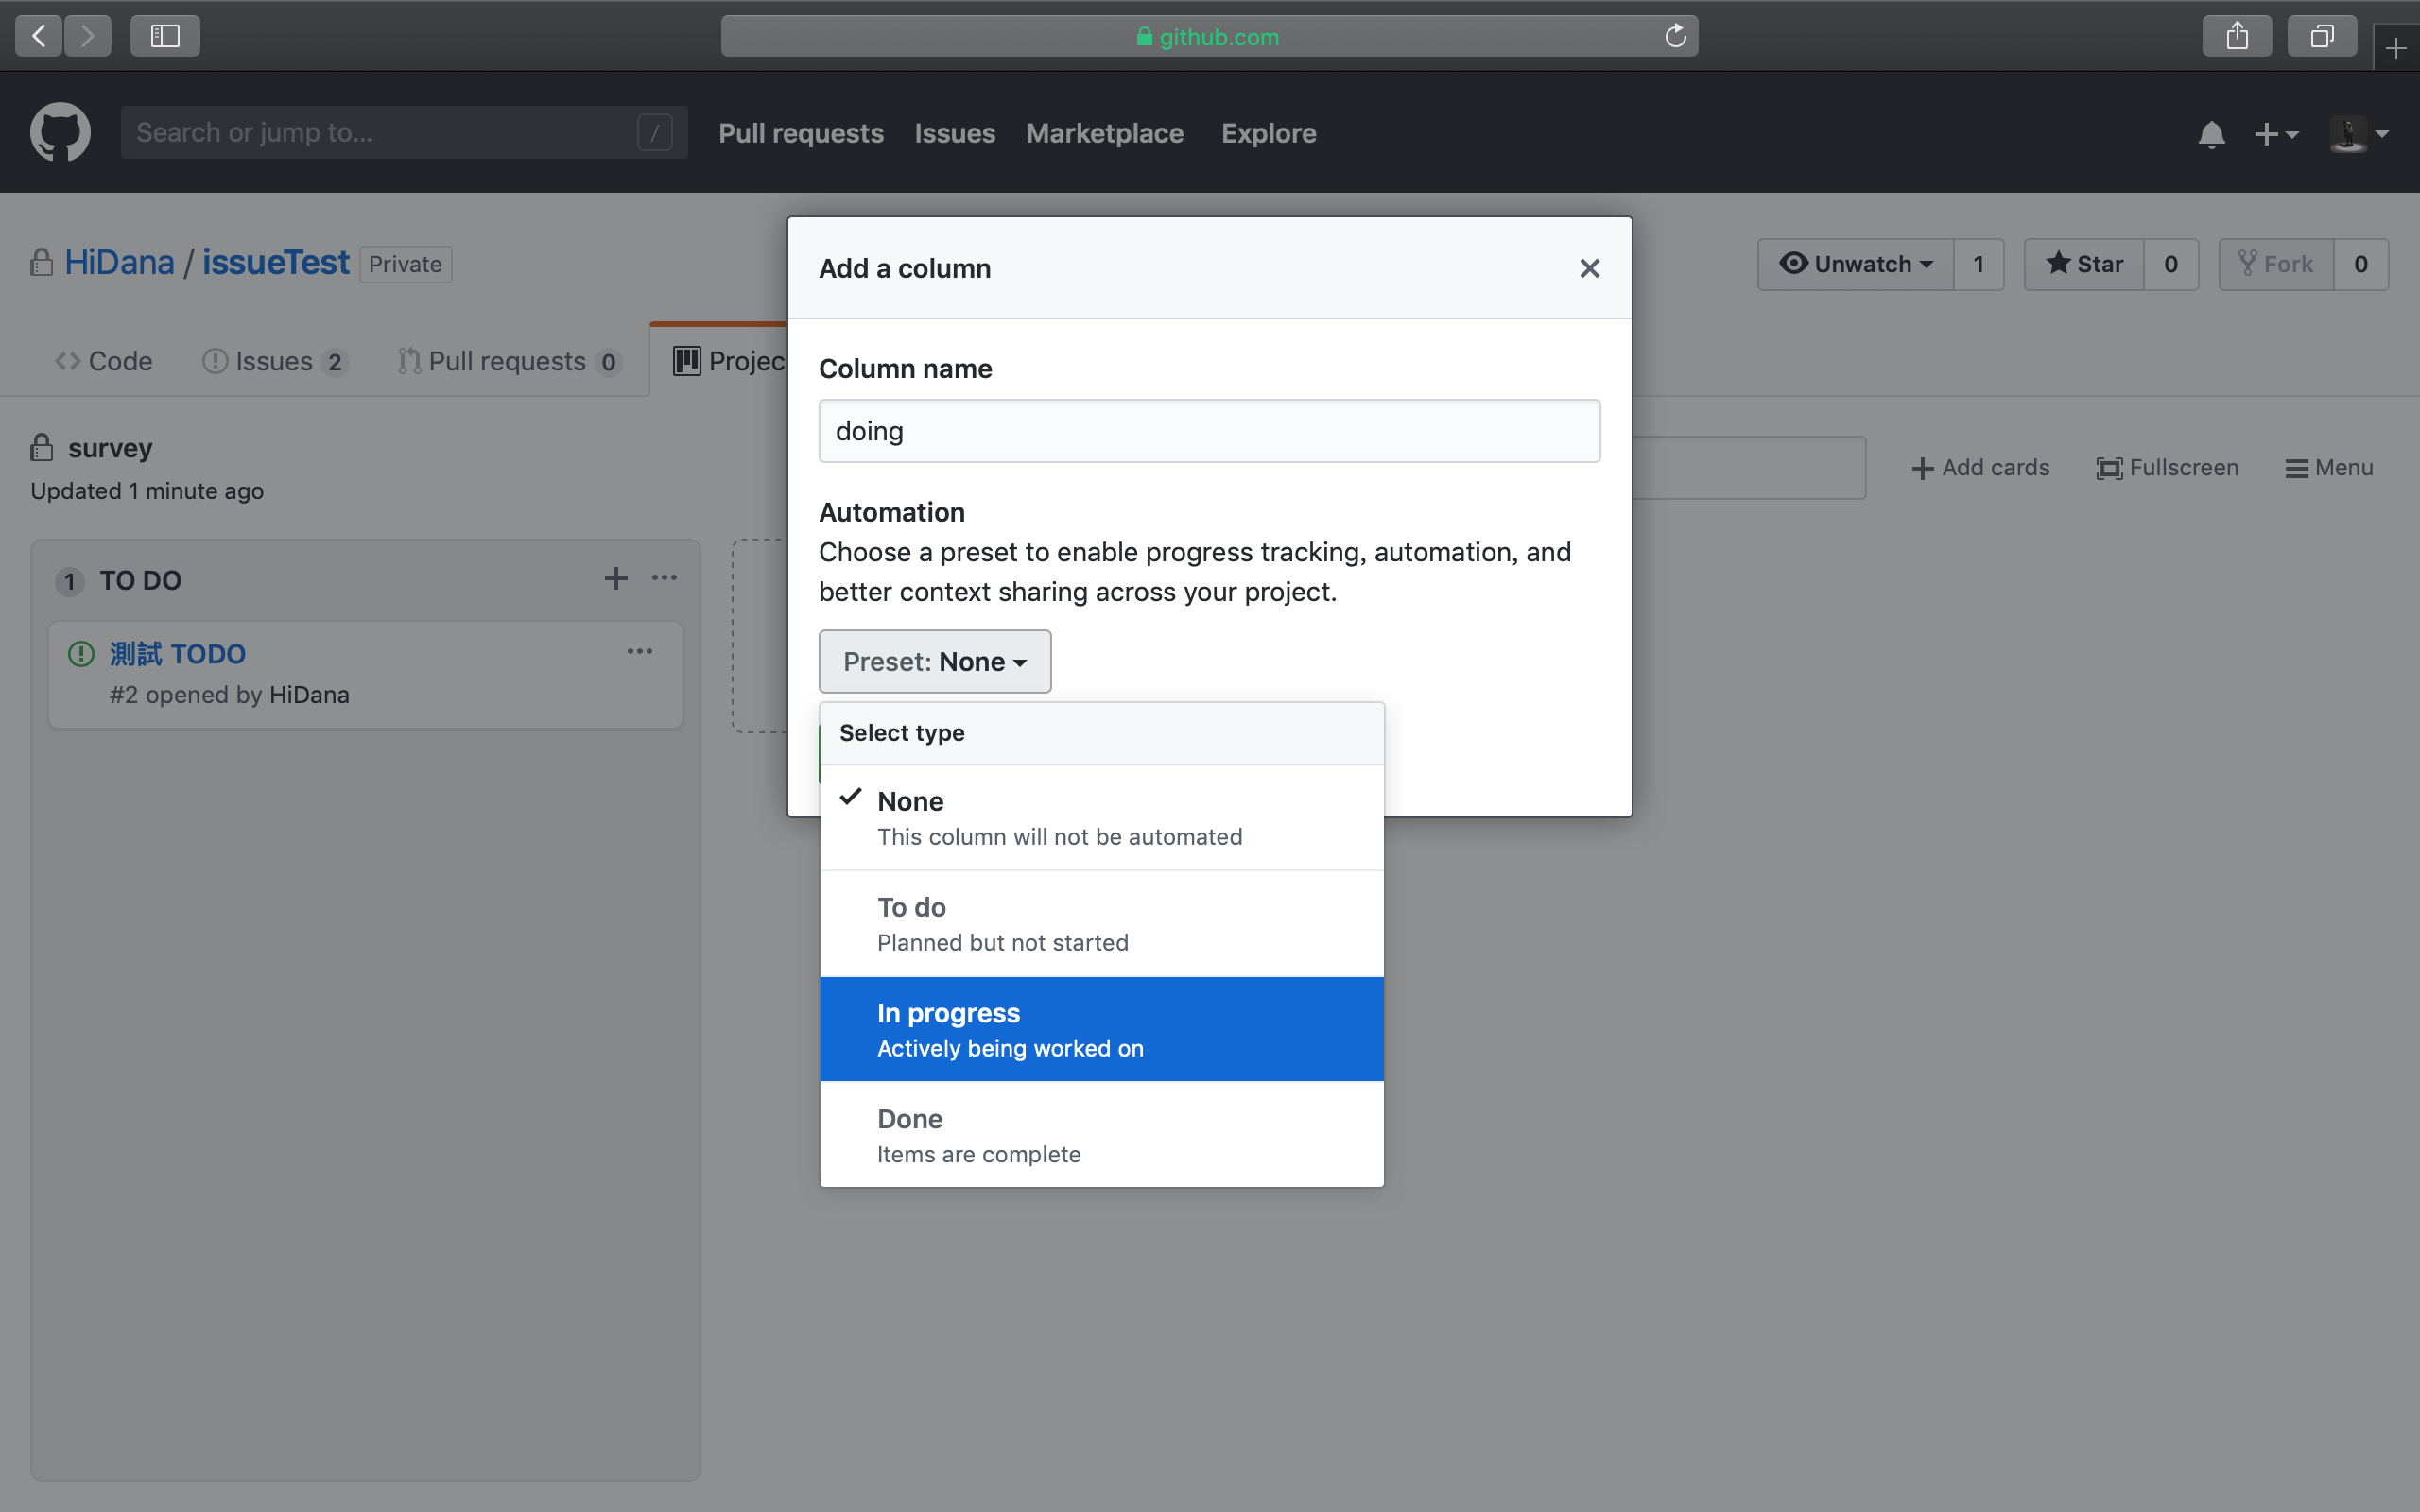 github.com
Search or jump to...
/
Pull requests
Issues
Marketplace
Explore
HiDana / issueTest
Private
Unwatch
1
Star
0
Fork
0
Code
Issues 2
Pull requests 0
Projec
survey
Updated 1 minute ago
Add cards
Fullscreen
Menu
1 TO DO
測試 TODO
#2 opened by HiDana
Add a column
Column name
doing
Automation
Choose a preset to enable progress tracking, automation, and
better context sharing across your project.
Preset: None
Select type
None
This column will not be automated
To do
Planned but not started
In progress
Actively being worked on
Done
Items are complete